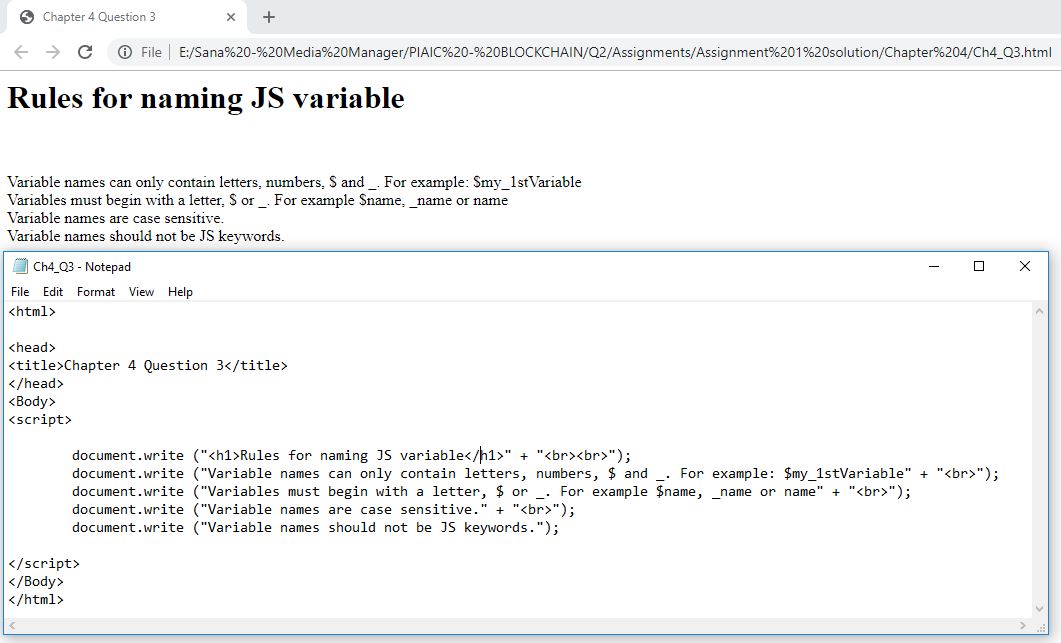 Chapter 4 Question 3
File E:/Sana%20-%20Media%20Manager/PIAIC%20-%20BLOCKCHAIN/Q2/Assignments/Assignment%201%20solution/Chapter%204/Ch4_Q3.html
Rules for naming JS variable
Variable names can only contain letters, numbers, $ and _. For example: $my_1stVariable
Variables must begin with a letter, $ or _. For example $name, _name or name
Variable names are case sensitive.
Variable names should not be JS keywords.
Ch4_Q3 - Notepad
File Edit Format View Help
<html>
<head>
<title>Chapter 4 Question 3</title>
</head>
<Body>
<script>
document.write ("<h1>Rules for naming JS variable</h1>" + "<br><br>");
document.write ("Variable names can only contain letters, numbers, $ and _. For example: $my_1stVariable" + "<br>");
document.write ("Variables must begin with a letter, $ or _. For example $name, _name or name" + "<br>");
document.write ("Variable names are case sensitive." + "<br>");
document.write ("Variable names should not be JS keywords.");
</script>
</Body>
</html>